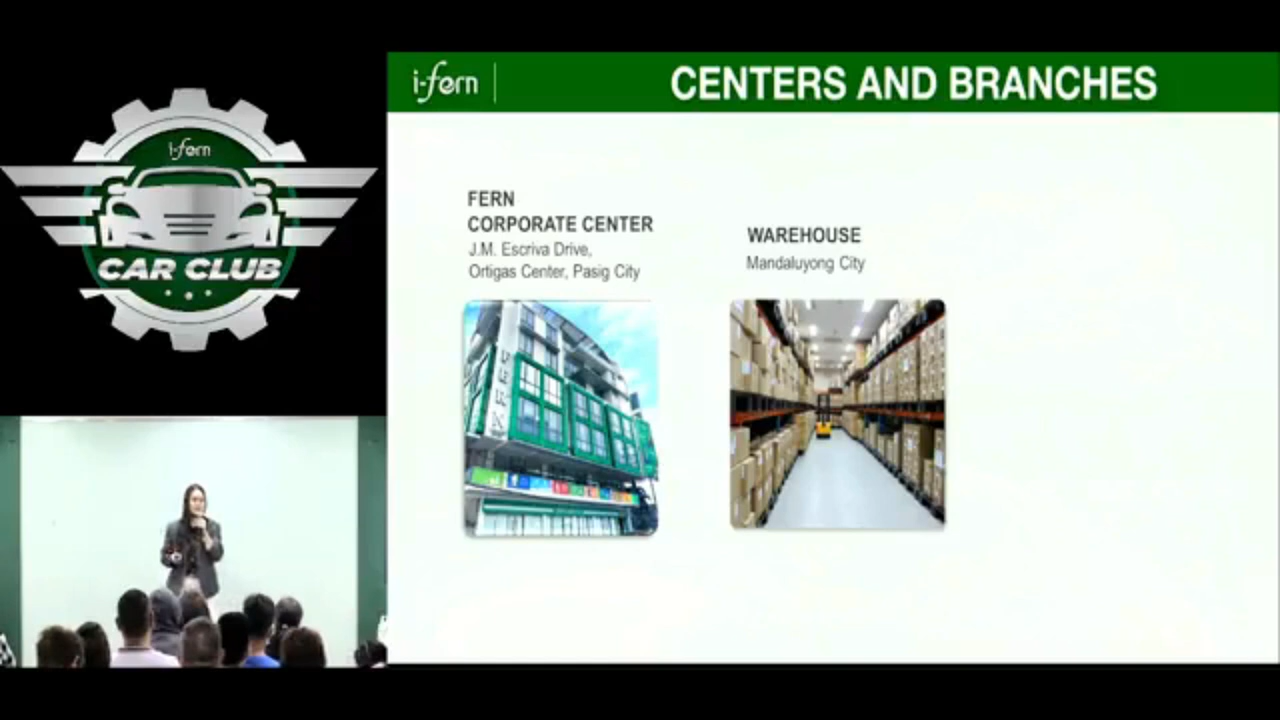 i-fern
CAR CLUB
i-fern
CENTERS AND BRANCHES
FERN
CORPORATE CENTER
J.M. Escriva Drive,
Ortigas Center, Pasig City
WAREHOUSE
Mandaluyong City
FERN